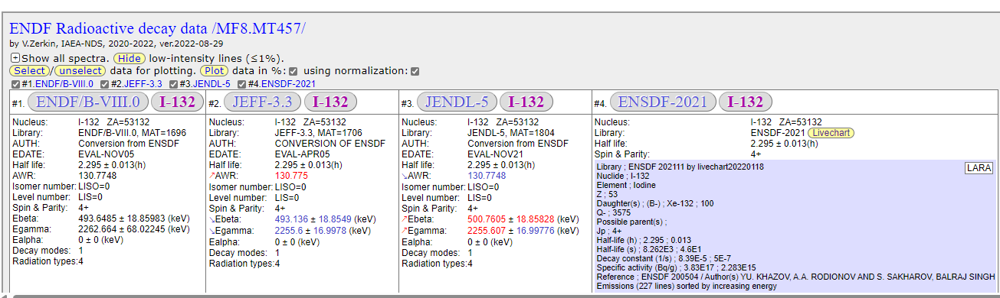 ENDF Radioactive decay data /MF8.MT457/
by V.Zerkin, IAEA-NDS, 2020-2022, ver.2022-08-29
+Show all spectra. Hide low-intensity lines (≤1%).
Select/unselect data for plotting. Plot data in %: using normalization:
#1.ENDF/B-VIII.0 #2.JEFF-3.3 #3.JENDL-5 #4.ENSDF-2021
#1. ENDF/B-VIII.0 I-132
Nucleus: I-132 ZA=53132
Library: ENDF/B-VIII.0, MAT=1696
AUTH: Conversion from ENSDF
EDATE: EVAL-NOV05
Half life: 2.295 ± 0.013(h)
AWR: 130.7748
Isomer number: LISO=0
Level number: LIS=0
Spin & Parity: 4+
Ebeta: 493.6485 ± 18.85983 (keV)
Egamma: 2262.664 ± 68.02245 (keV)
Ealpha: 0 ± 0 (keV)
Decay modes: 1
Radiation types:4
#2. JEFF-3.3 I-132
Nucleus: I-132 ZA=53132
Library: JEFF-3.3, MAT=1706
AUTH: CONVERSION OF ENSDF
EDATE: EVAL-APR05
Half life: 2.295 ± 0.013(h)
↗AWR: 130.775
Isomer number: LISO=0
Level number: LIS=0
Spin & Parity: 4+
↘Ebeta: 493.136 ± 18.8549 (keV)
↘Egamma: 2255.6 ± 16.9978 (keV)
Ealpha: 0 ± 0 (keV)
Decay modes: 1
Radiation types:4
#3. JENDL-5 I-132
Nucleus: I-132 ZA=53132
Library: JENDL-5, MAT=1804
AUTH: Conversion from ENSDF
EDATE: EVAL-NOV21
Half life: 2.295 ± 0.013(h)
↘AWR: 130.7748
Isomer number: LISO=0
Level number: LIS=0
Spin & Parity: 4+
↗Ebeta: 500.7605 ± 18.85828 (keV)
↗Egamma: 2255.607 ± 16.99776 (keV)
Ealpha: 0 ± 0 (keV)
Decay modes: 1
Radiation types:4
#4. ENSDF-2021 I-132
Nucleus: I-132 ZA=53132
Library: ENSDF-2021 Livechart
Half life: 2.295 ± 0.013(h)
Spin & Parity: 4+
Library ; ENSDF 202111 by livechart20220118 LARA
Nuclide ; I-132
Element ; Iodine
Z ; 53
Daughter(s) ; (B-) ; Xe-132 ; 100
Q- ; 3575
Possible parent(s) ;
Jp ; 4+
Half-life (h) ; 2.295 ; 0.013
Half-life (s) ; 8.262E3 ; 4.6E1
Decay constant (1/s) ; 8.39E-5 ; 5E-7
Specific activity (Bq/g) ; 3.83E17 ; 2.283E15
Reference ; ENSDF 200504 / Author(s) YU. KHAZOV, A.A. RODIONOV AND S. SAKHAROV, BALRAJ SINGH
Emissions (227 lines) sorted by increasing energy